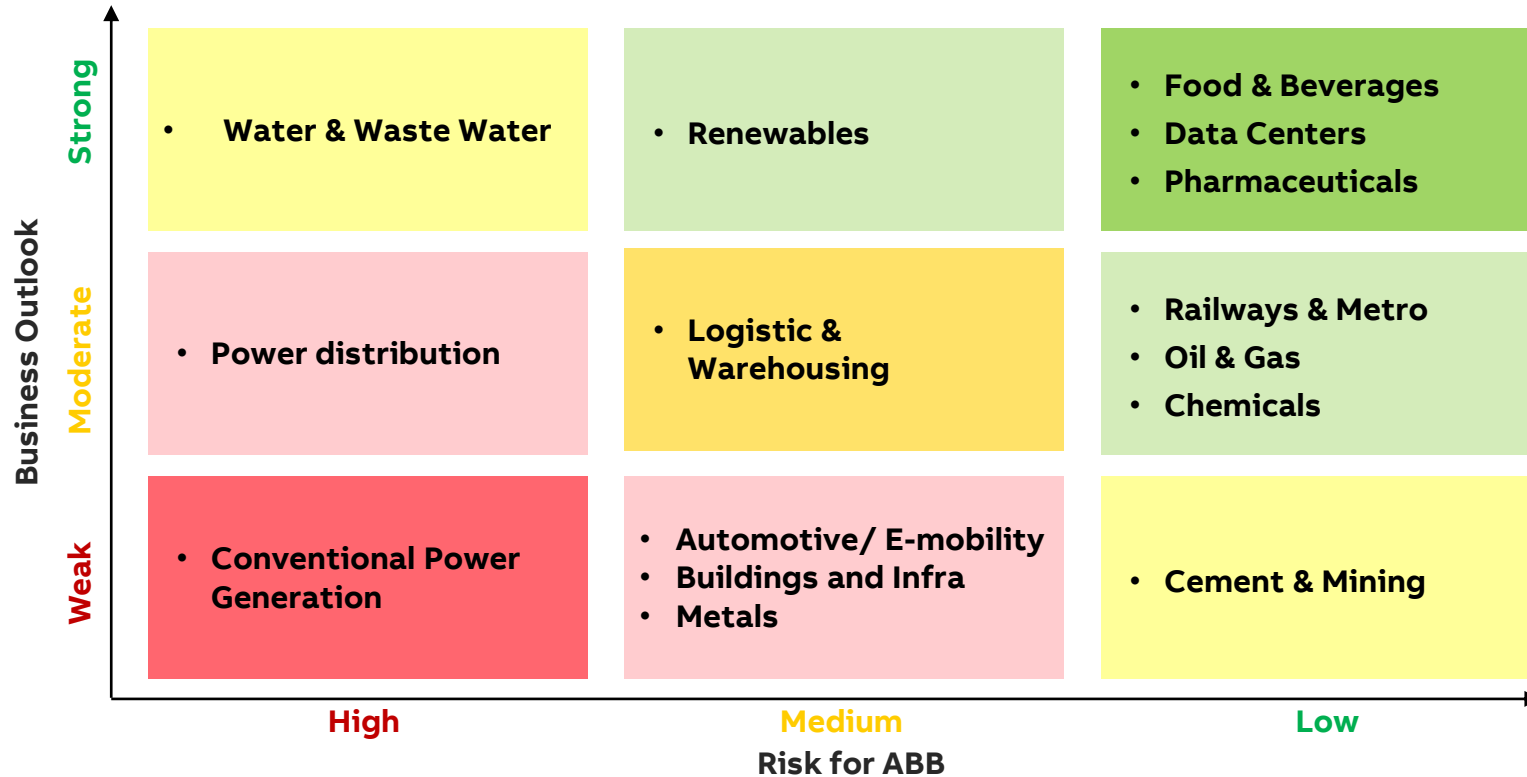 Business Outlook
Strong
• Water & Waste Water
• Renewables
• Food & Beverages
• Data Centers
• Pharmaceuticals
Moderate
• Power distribution
• Logistic &
Warehousing
• Railways & Metro
• Oil & Gas
• Chemicals
Weak
• Conventional Power
Generation
• Automotive/ E-mobility
• Buildings and Infra
• Metals
• Cement & Mining
High
Medium
Low
Risk for ABB